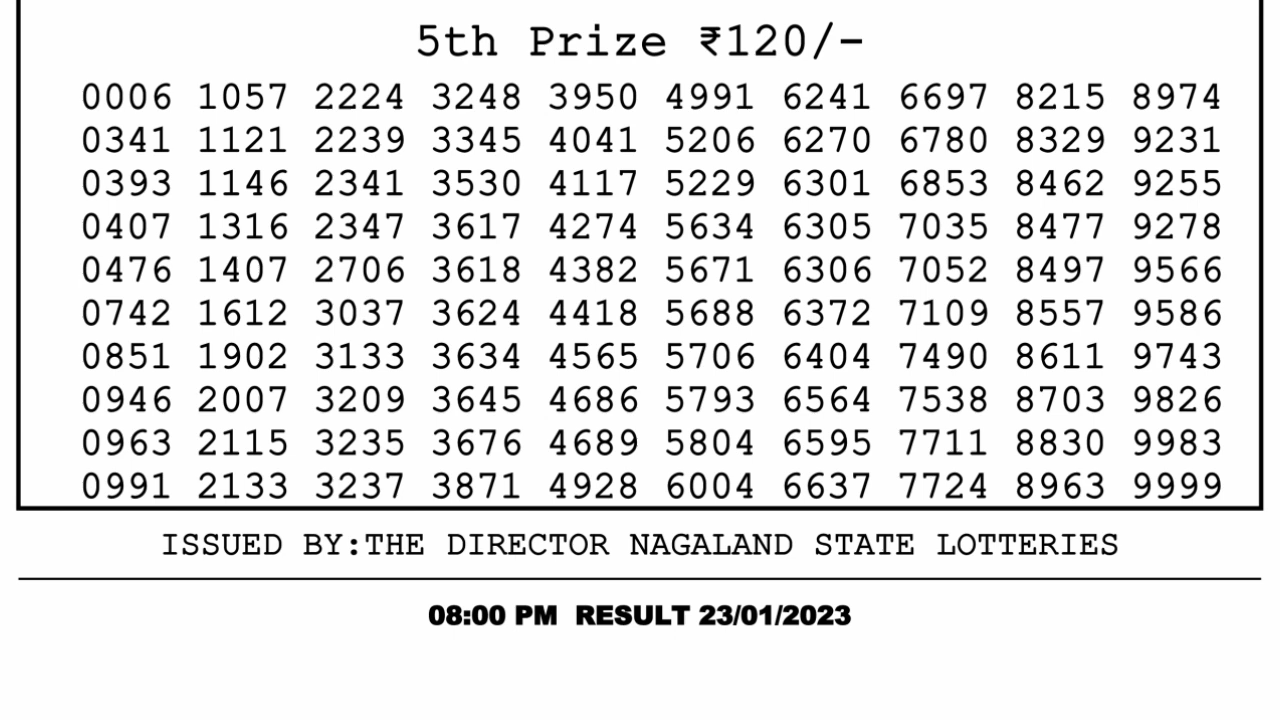 5th Prize ₹120/-
0006 1057 2224 3248 3950 4991 6241 6697 8215 8974
0341 1121 2239 3345 4041 5206 6270 6780 8329 9231
0393 1146 2341 3530 4117 5229 6301 6853 8462 9255
0407 1316 2347 3617 4274 5634 6305 7035 8477 9278
0476 1407 2706 3618 4382 5671 6306 7052 8497 9566
0742 1612 3037 3624 4418 5688 6372 7109 8557 9586
0851 1902 3133 3634 4565 5706 6404 7490 8611 9743
0946 2007 3209 3645 4686 5793 6564 7538 8703 9826
0963 2115 3235 3676 4689 5804 6595 7711 8830 9983
0991 2133 3237 3871 4928 6004 6637 7724 8963 9999
ISSUED BY:THE DIRECTOR NAGALAND STATE LOTTERIES
08:00 PM RESULT 23/01/2023